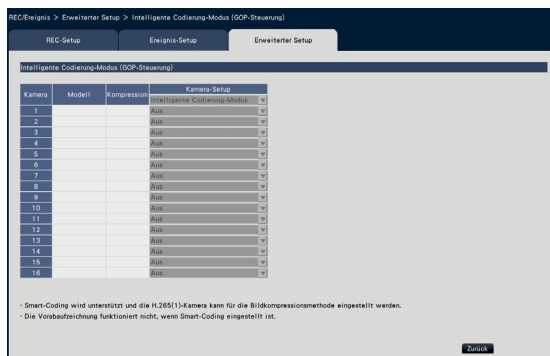 REC/Ereignis > Erweiterter Setup > Intelligente Codierung-Modus (GOP-Steuerung)
REC-Setup Ereignis-Setup Erweiterter Setup
Intelligente Codierung-Modus (GOP-Steuerung)
Kamera Modell Kompression Kamera-Setup
Intelligente Codierung-Modus
1 Aus
2 Aus
3 Aus
4 Aus
5 Aus
6 Aus
7 Aus
8 Aus
9 Aus
10 Aus
11 Aus
12 Aus
13 Aus
14 Aus
15 Aus
16 Aus
· Smart-Coding wird unterstützt und die H.265(1)-Kamera kann für die Bildkompressionsmethode eingestellt werden.
· Die Vorabaufzeichnung funktioniert nicht, wenn Smart-Coding eingestellt ist.
Zurück